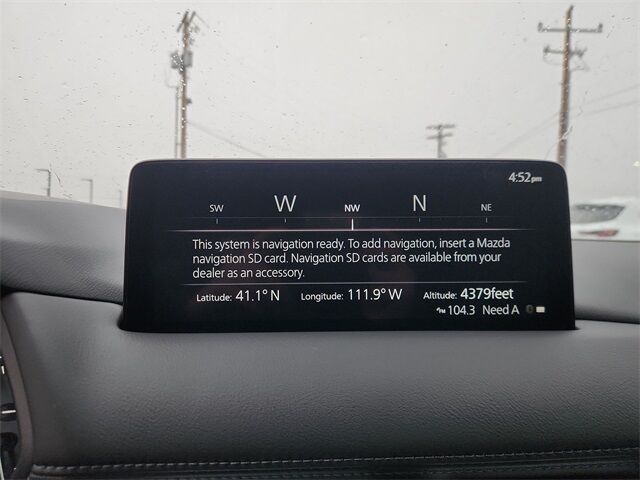 4:52pm
SW W NW N NE
This system is navigation ready. To add navigation, insert a Mazda
navigation SD card. Navigation SD cards are available from your
dealer as an accessory.
Latitude: 41.1° N Longitude: 111.9° W Altitude: 4379feet
FM 104.3 Need A